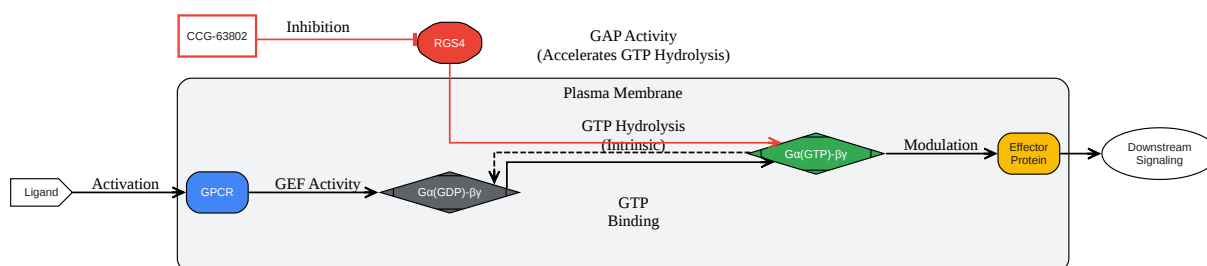 CCG-63802
Inhibition
RGS4
GAP Activity
(Accelerates GTP Hydrolysis)
Plasma Membrane
GTP Hydrolysis
(Intrinsic)
Ligand
Activation
GPCR
GEF Activity
Gα(GDP)-βγ
GTP
Binding
Gα(GTP)-βγ
Modulation
Effector
Protein
Downstream
Signaling